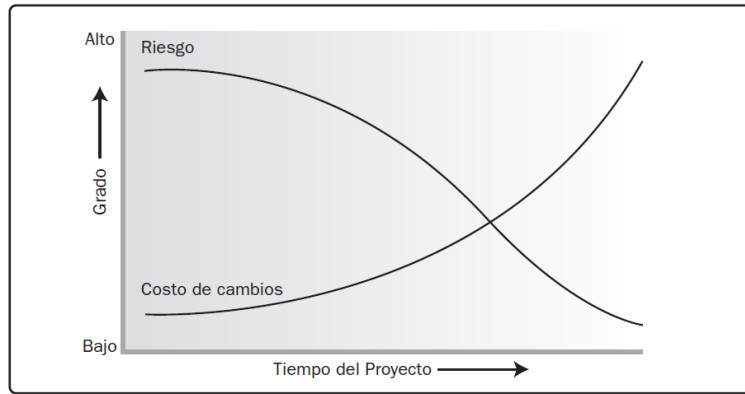 Alto
Riesgo
Grado
Costo de cambios
Bajo
Tiempo del Proyecto